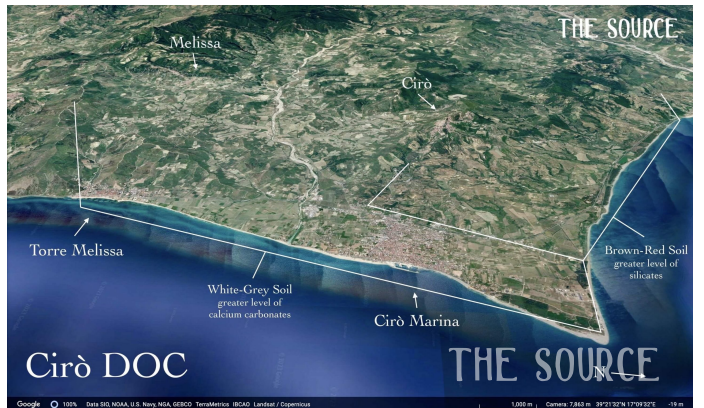 THE SOURCE
Melissa
Cirò
Torre Melissa
Brown-Red Soil
greater level of
silicates
White-Grey Soil
greater level of
calcium carbonates
Cirò Marina
Cirò DOC
THE SOURCE
N
Google
100%
Data SIO, NOAA, U.S. Navy, NGA, GEBCO TerraMetrics IBCAO Landsat / Copernicus
1,000 m
Camera: 7,863 m 39°21'32"N 17°09'32"E
-19 m